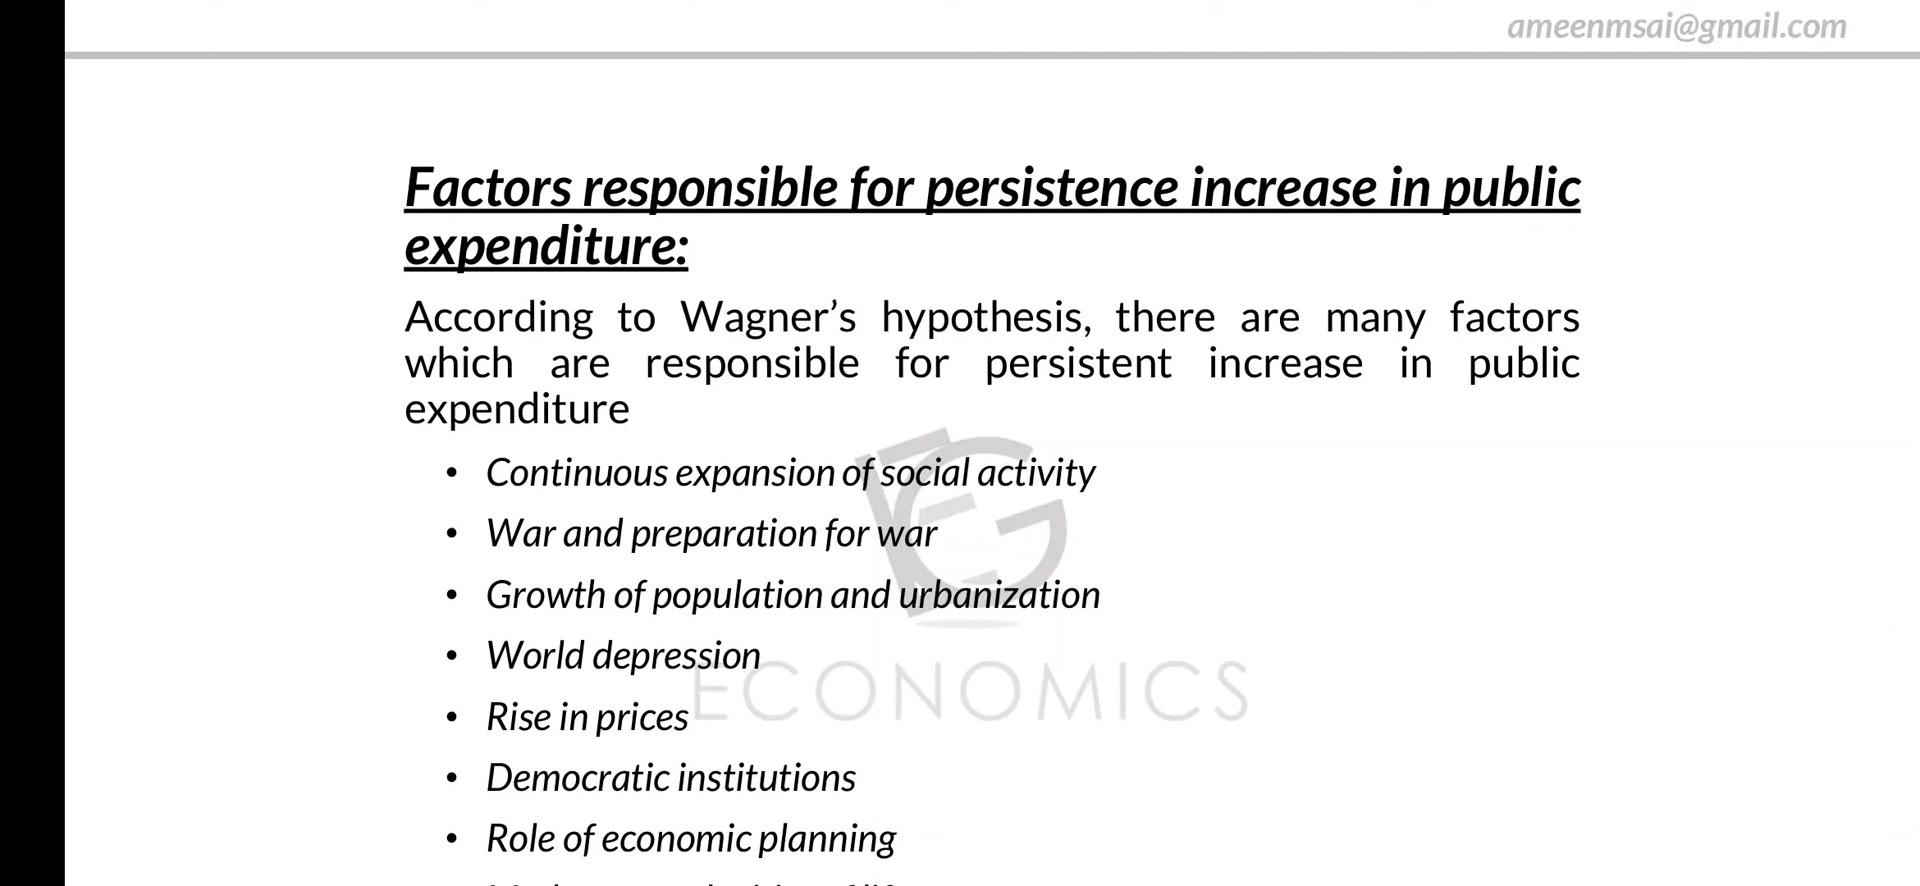 ameenmsai@gmail.com
Factors responsible for persistence increase in public
expenditure:
According to Wagner’s hypothesis, there are many factors
which are responsible for persistent increase in public
expenditure
• Continuous expansion of social activity
• War and preparation for war
• Growth of population and urbanization
• World depression
ECONOMICS
• Rise in prices
• Democratic institutions
• Role of economic planning